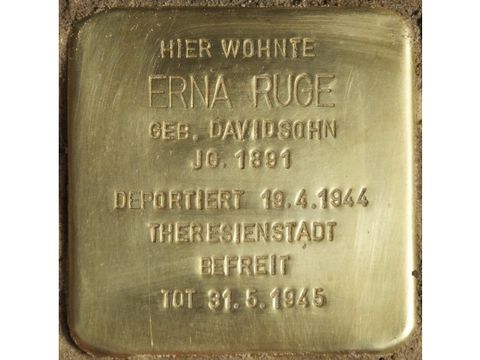 HIER WOHNTE
ERNA RUGE
GEB. DAVIDSOHN
JG. 1891
DEPORTIERT 19.4.1944
THERESIENSTADT
BEFREIT
TOT 31.5.1945